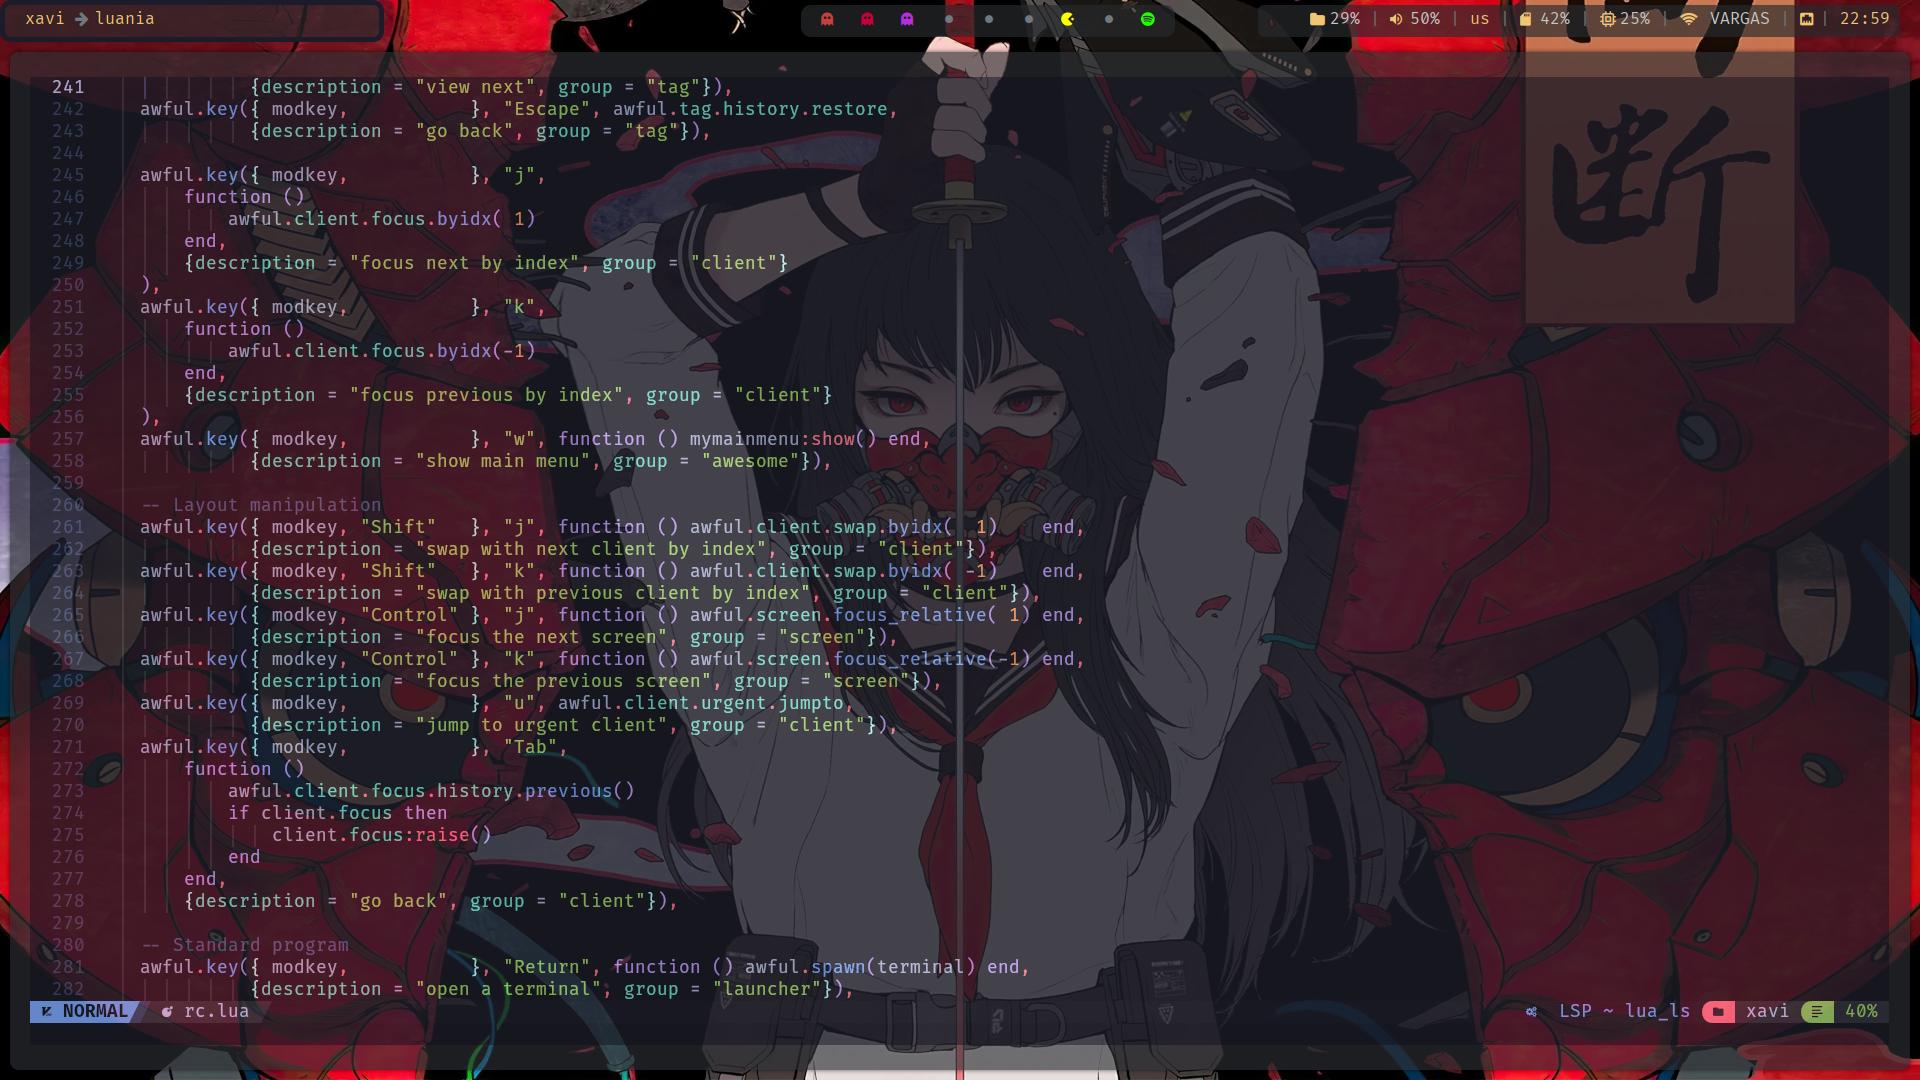 xavi luania
29% | 50% | us | 42% | 25% | VARGAS | | 22:59
断
241 {description = "view next", group = "tag"}),
242 awful.key({ modkey,           }, "Escape", awful.tag.history.restore,
243           {description = "go back", group = "tag"}),
244
245 awful.key({ modkey,           }, "j",
246     function ()
247         awful.client.focus.byidx( 1)
248     end,
249     {description = "focus next by index", group = "client"}
250 ),
251 awful.key({ modkey,           }, "k",
252     function ()
253         awful.client.focus.byidx(-1)
254     end,
255     {description = "focus previous by index", group = "client"}
256 ),
257 awful.key({ modkey,           }, "w", function () mymainmenu:show() end,
258           {description = "show main menu", group = "awesome"}),
259
260 -- Layout manipulation
261 awful.key({ modkey, "Shift"   }, "j", function () awful.client.swap.byidx(  1)    end,
262           {description = "swap with next client by index", group = "client"}),
263 awful.key({ modkey, "Shift"   }, "k", function () awful.client.swap.byidx( -1)    end,
264           {description = "swap with previous client by index", group = "client"}),
265 awful.key({ modkey, "Control" }, "j", function () awful.screen.focus_relative( 1) end,
266           {description = "focus the next screen", group = "screen"}),
267 awful.key({ modkey, "Control" }, "k", function () awful.screen.focus_relative(-1) end,
268           {description = "focus the previous screen", group = "screen"}),
269 awful.key({ modkey,           }, "u", awful.client.urgent.jumpto,
270           {description = "jump to urgent client", group = "client"}),
271 awful.key({ modkey,           }, "Tab",
272     function ()
273         awful.client.focus.history.previous()
274         if client.focus then
275             client.focus:raise()
276         end
277     end,
278     {description = "go back", group = "client"}),
279
280 -- Standard program
281 awful.key({ modkey,           }, "Return", function () awful.spawn(terminal) end,
282           {description = "open a terminal", group = "launcher"}),
NORMAL rc.lua LSP ~ lua_ls xavi 40%